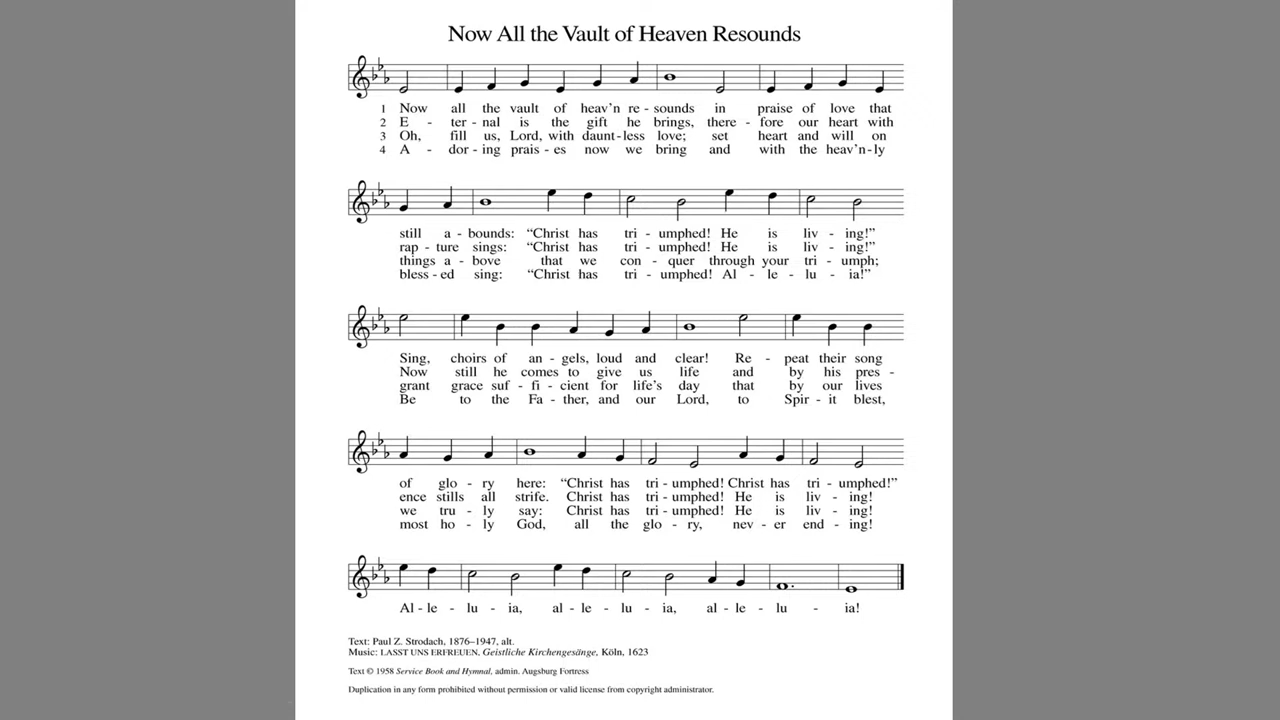 Now All the Vault of Heaven Resounds
1 Now all the vault of heav'n re - sounds in praise of love that
2 E - ter - nal is the gift he brings, there - fore our heart with
3 Oh, fill us, Lord, with daunt - less love; set heart and will on
4 A - dor - ing prais - es now we bring and with the heav'n - ly
still a - bounds: “Christ has tri - umphed! He is liv - ing!”
rap - ture sings: “Christ has tri - umphed! He is liv - ing!”
things a - bove that we con - quer through your tri - umph;
bless - ed sing: “Christ has tri - umphed! Al - le - lu - ia!”
Sing, choirs of an - gels, loud and clear! Re - peat their song
Now still he comes to give us life and by his pres -
grant grace suf - fi - cient for life's day that by our lives
Be to the Fa - ther, and our Lord, to Spir - it blest,
of glo - ry here: “Christ has tri - umphed! Christ has tri - umphed!”
ence stills all strife. Christ has tri - umphed! He is liv - ing!
we tru - ly say: Christ has tri - umphed! He is liv - ing!
most ho - ly God, all the glo - ry, nev - er end - ing!
Al - le - lu - ia, al - le - lu - ia, al - le - lu - ia!
Text: Paul Z. Strodach, 1876–1947, alt.
Music: LASST UNS ERFREUEN, Geistliche Kirchengesänge, Köln, 1623
Text © 1958 Service Book and Hymnal, admin. Augsburg Fortress
Duplication in any form prohibited without permission or valid license from copyright administrator.